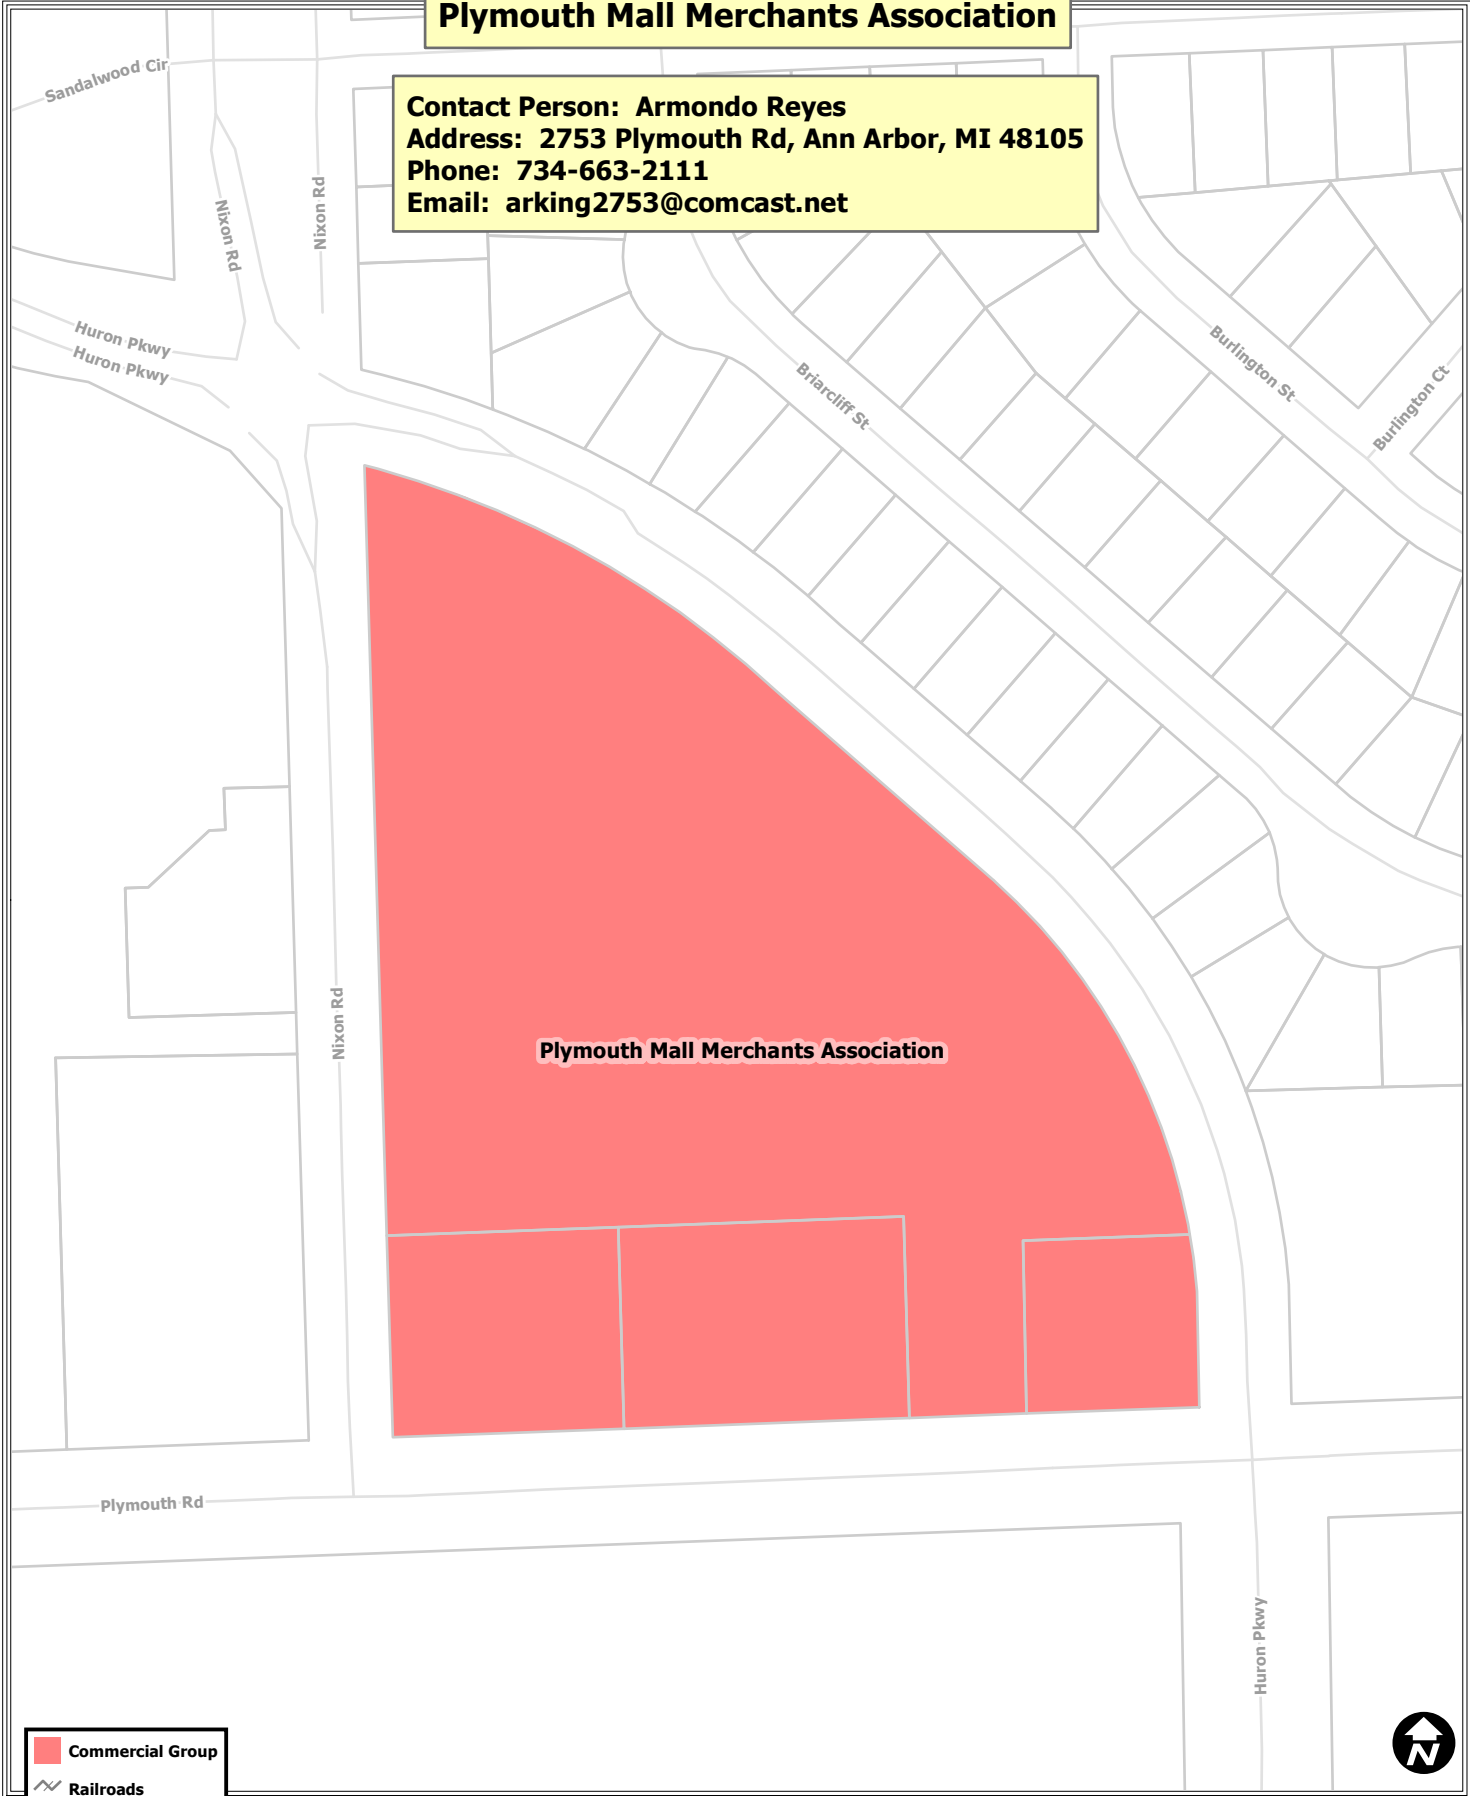 Plymouth Mall Merchants Association
Contact Person:  Armondo Reyes
Address:  2753 Plymouth Rd, Ann Arbor, MI 48105
Phone:  734-663-2111
Email:  arking2753@comcast.net
Sandalwood Cir
Nixon Rd
Nixon Rd
Huron Pkwy
Huron Pkwy
Briarcliff St
Burlington St
Burlington Ct
Nixon Rd
Plymouth Mall Merchants Association
Plymouth Rd
Huron Pkwy
Commercial Group
Railroads
N